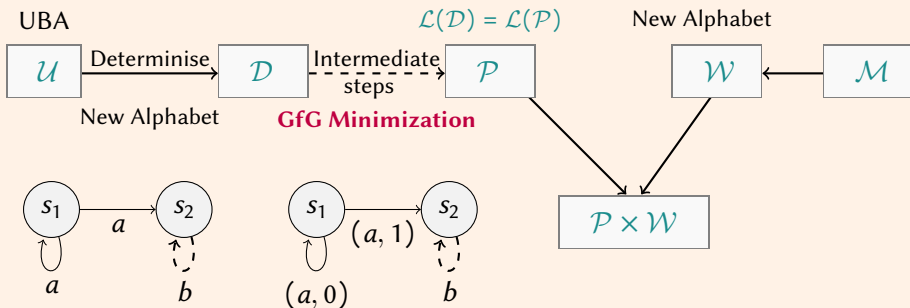 UBA
𝓤
Determinise
New Alphabet
𝓓
Intermediate
steps
GfG Minimization
𝓛(𝓓) = 𝓛(𝓟)
𝓟
New Alphabet
𝓦
𝓜
𝓟 × 𝓦
s₁
a
s₂
a
b
s₁
(a, 1)
s₂
(a, 0)
b